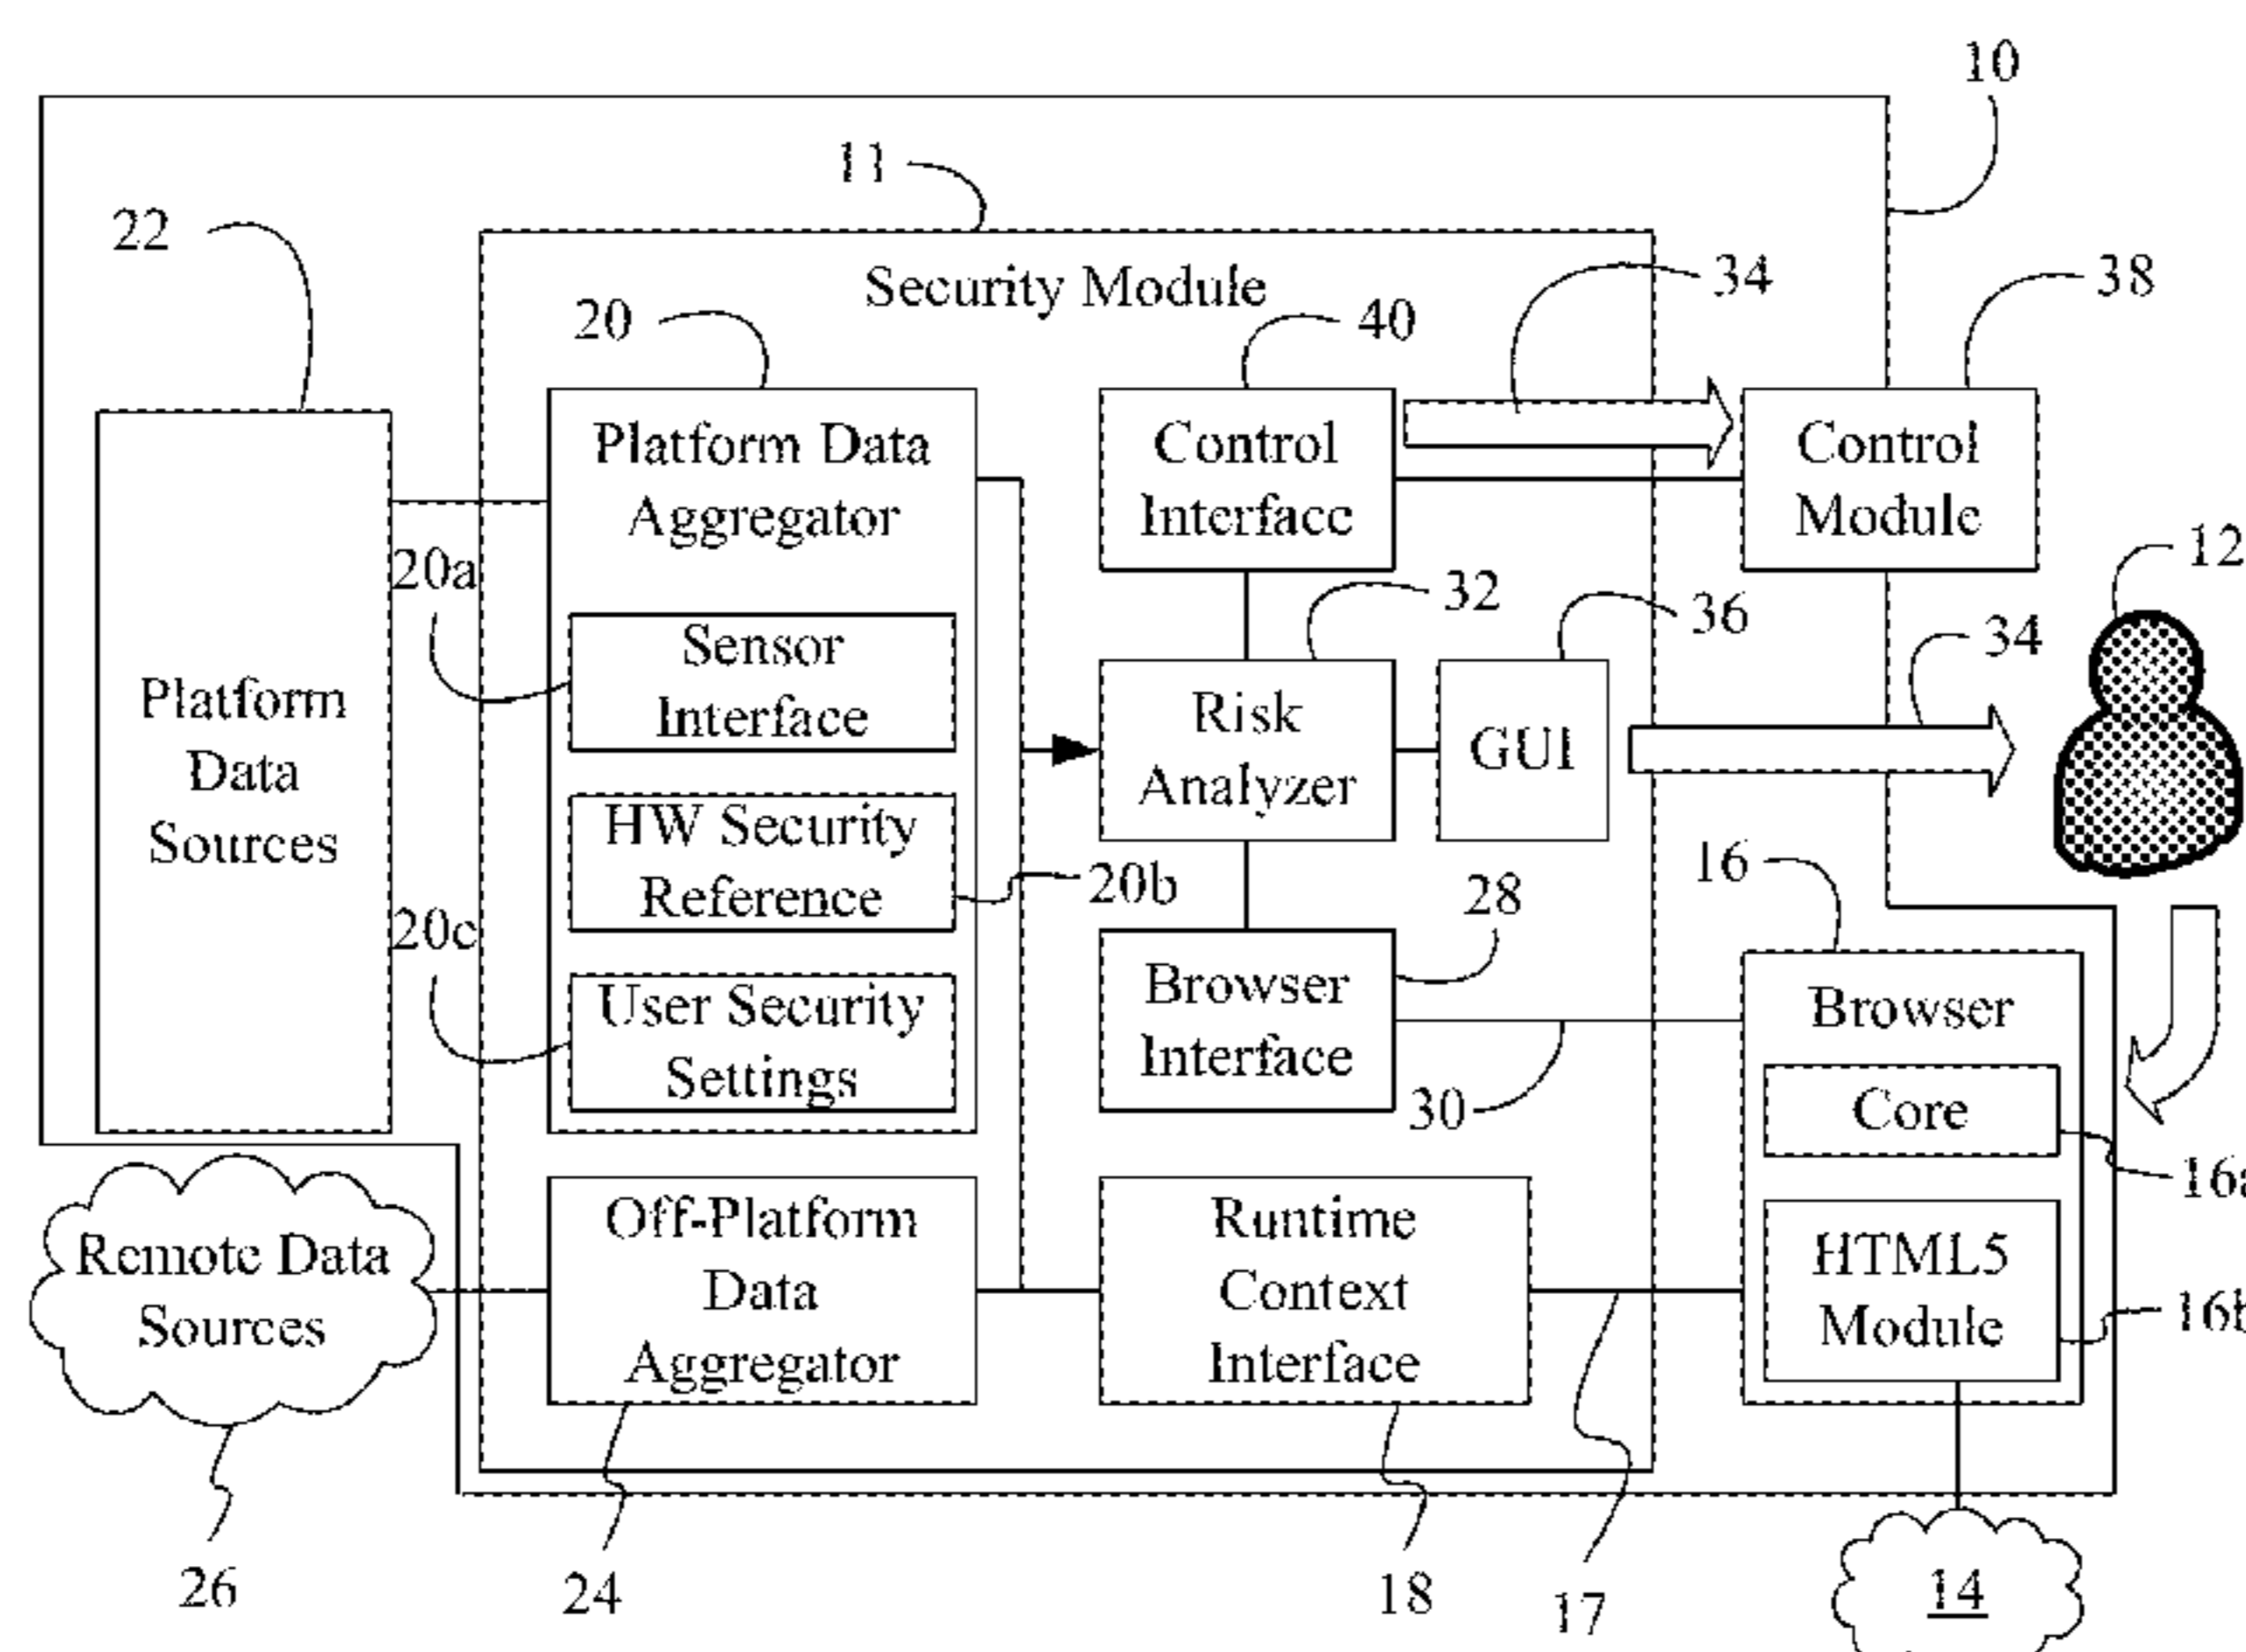 10
11
22
Security Module
34
38
20
40
Platform Data
Aggregator
Control
Interface
Control
Module
12
20a
32
36
34
Sensor
Interface
Platform
Data
Sources
Risk
Analyzer
GUI
HW Security
Reference
20b
28
16
20c
User Security
Settings
Browser
Interface
Browser
30
Core
16a
Remote Data
Sources
Off-Platform
Data
Aggregator
Runtime
Context
Interface
HTML5
Module
16b
26
24
18
17
14